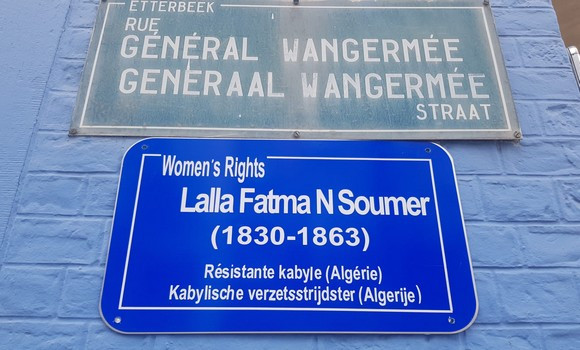 ETTERBEEK
RUE
GÉNÉRAL WANGERMÉE
GENERAAL WANGERMÉE
STRAAT
Women's Rights
Lalla Fatma N Soumer
(1830-1863)
Résistante kabyle (Algérie)
Kabylische verzetsstrijdster (Algerije)